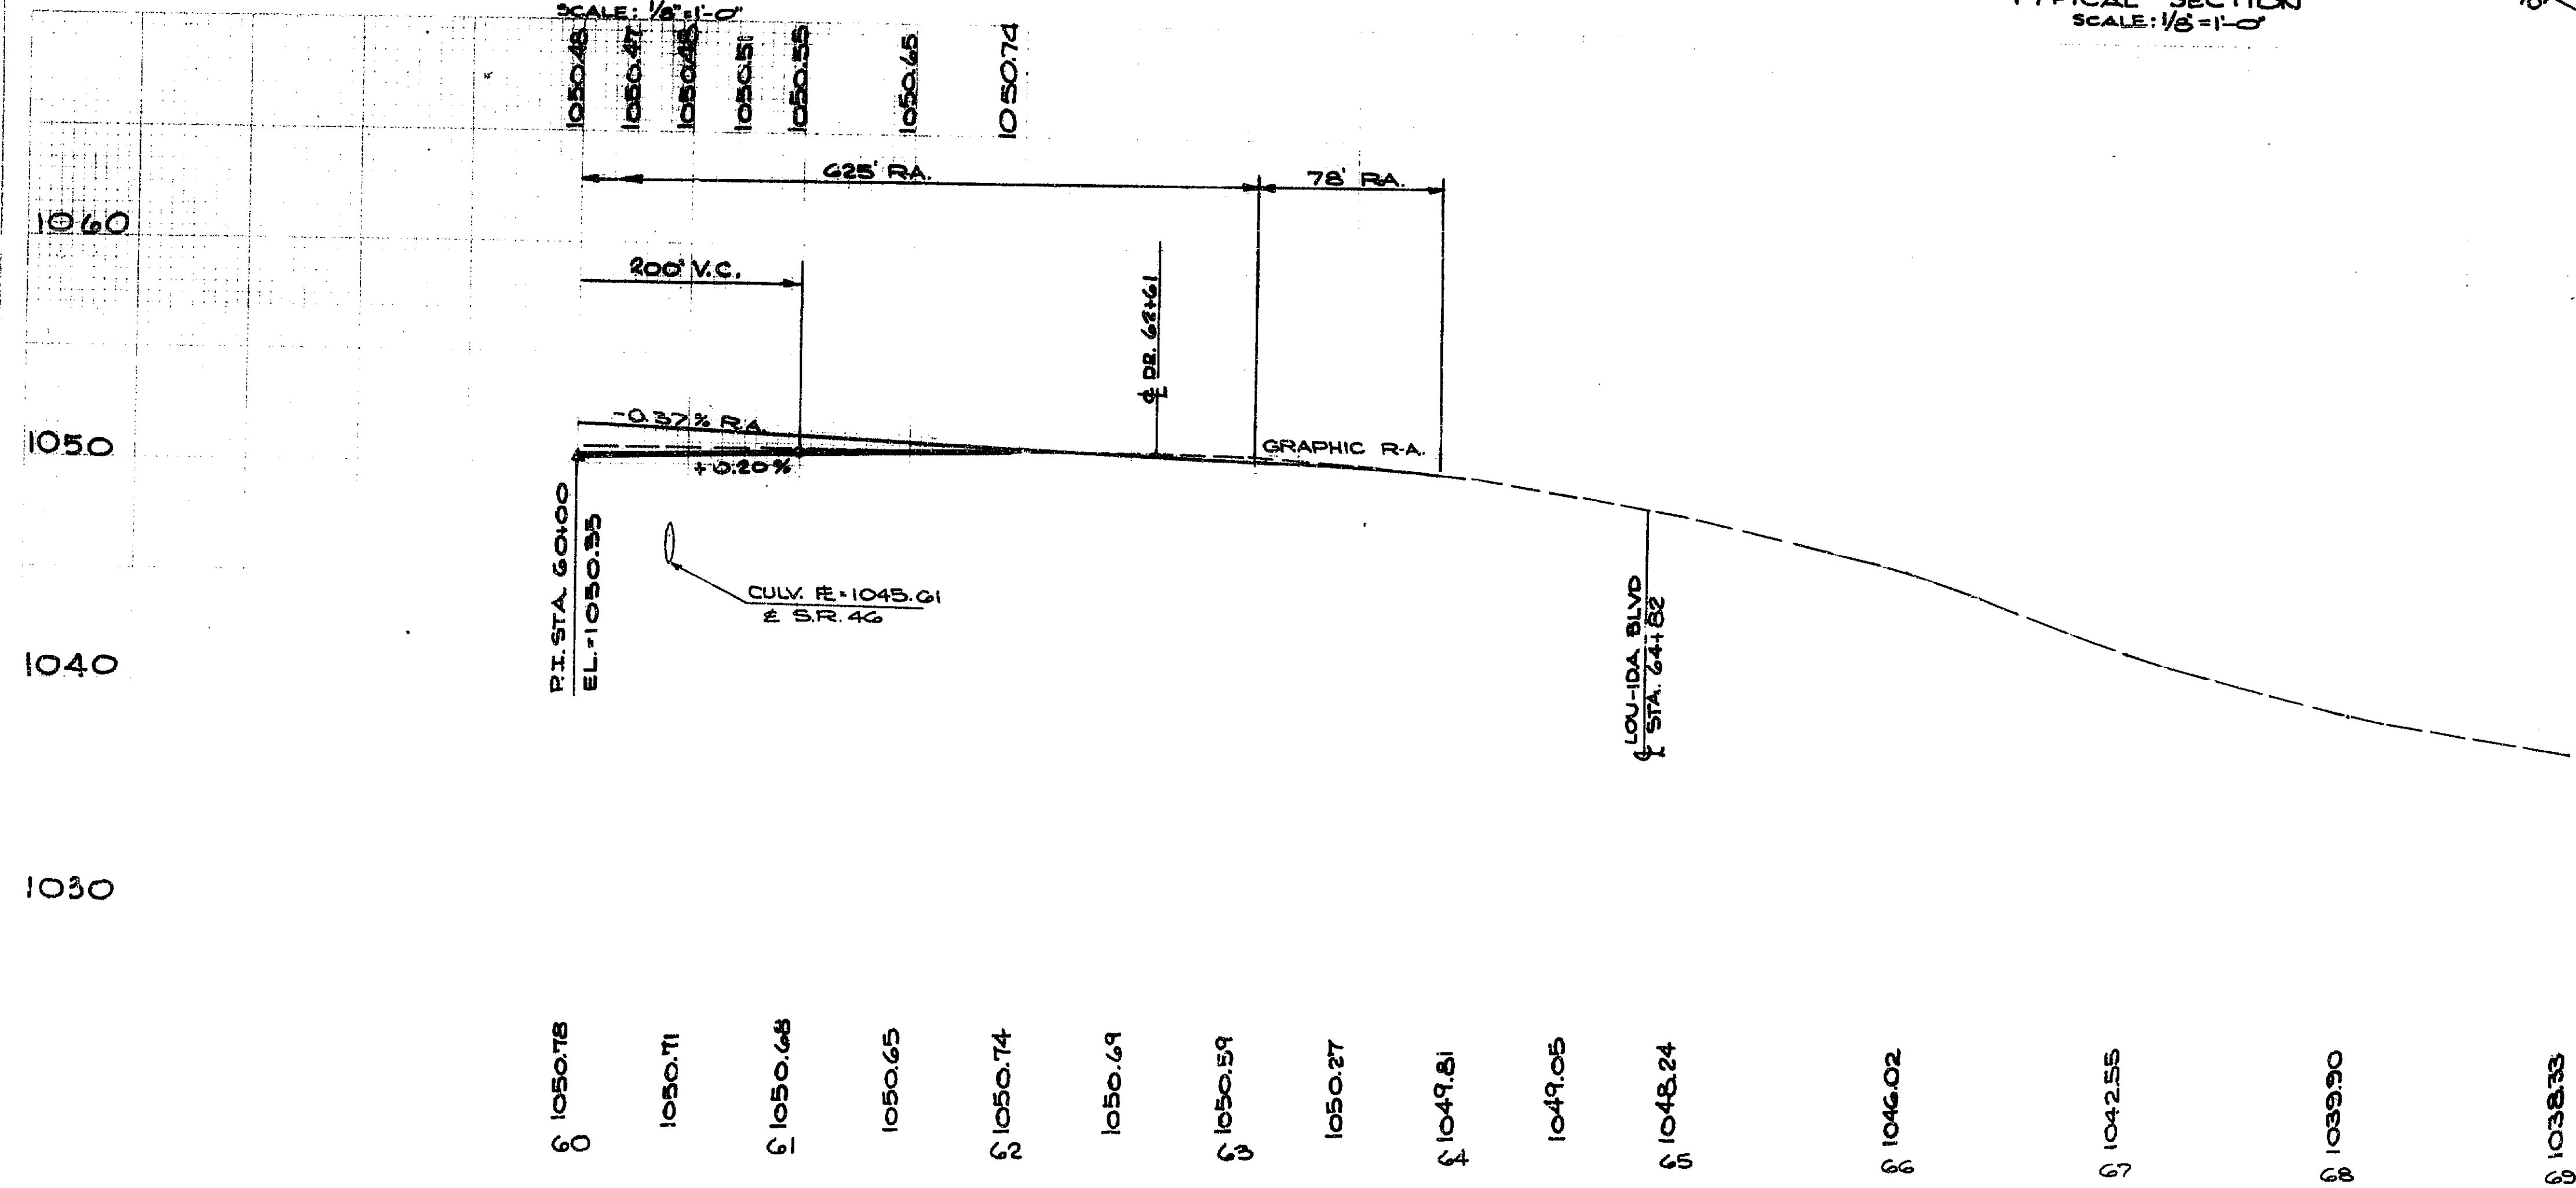 SCALE: 1/8"=1'-0"
TYPICAL SECTION
SCALE: 1/8"=1'-0"
1050.48
1050.47
1050.48
1050.51
1050.55
1050.65
1050.74
625' R.A.
78' R.A.
1060
200' V.C.
℄ DR. 62+61
-0.37% R.A.
1050
+0.20%
GRAPHIC R-A.
P.I. STA. 60+00
EL.=1050.35
CULV. FE=1045.61
℄ S.R. 46
1040
LOU-IDA BLVD
℄ STA. 64+82
1030
1050.78
1050.71
1050.68
1050.65
1050.74
1050.69
1050.59
1050.27
1049.81
1049.05
1048.24
1046.02
1042.55
1039.90
1038.33
60
61
62
63
64
65
66
67
68
69